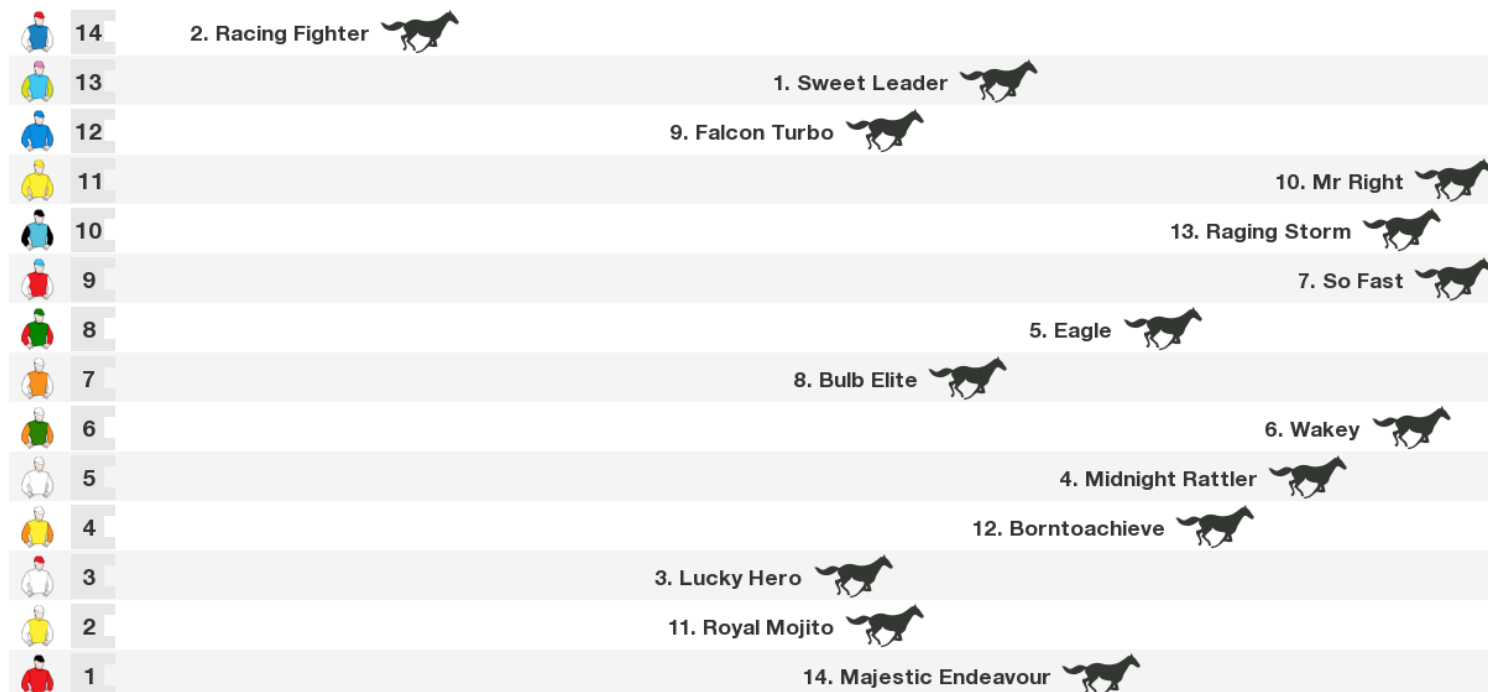 14 2. Racing Fighter
13 1. Sweet Leader
12 9. Falcon Turbo
11 10. Mr Right
10 13. Raging Storm
9 7. So Fast
8 5. Eagle
7 8. Bulb Elite
6 6. Wakey
5 4. Midnight Rattler
4 12. Borntoachieve
3 3. Lucky Hero
2 11. Royal Mojito
1 14. Majestic Endeavour